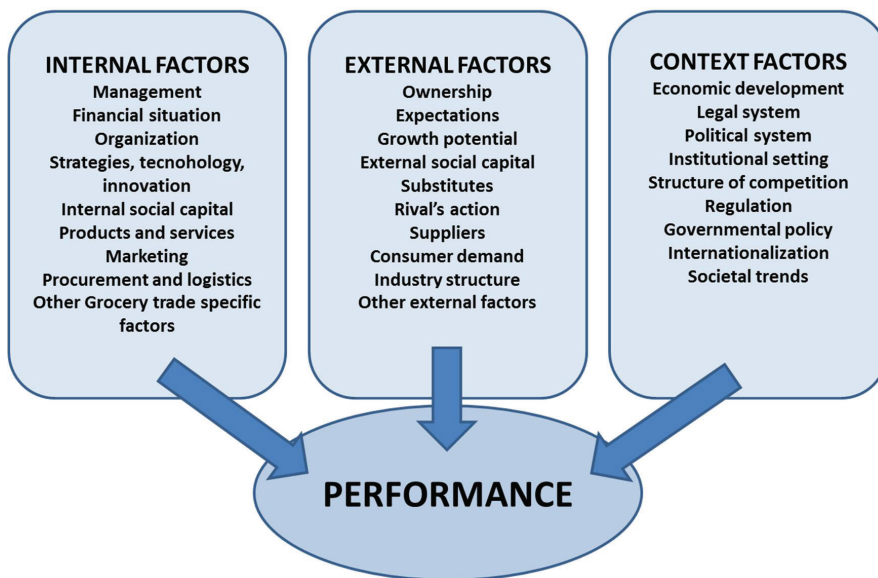 INTERNAL FACTORS
Management
Financial situation
Organization
Strategies, tecnohology,
innovation
Internal social capital
Products and services
Marketing
Procurement and logistics
Other Grocery trade specific
factors
EXTERNAL FACTORS
Ownership
Expectations
Growth potential
External social capital
Substitutes
Rival's action
Suppliers
Consumer demand
Industry structure
Other external factors
CONTEXT FACTORS
Economic development
Legal system
Political system
Institutional setting
Structure of competition
Regulation
Governmental policy
Internationalization
Societal trends
PERFORMANCE